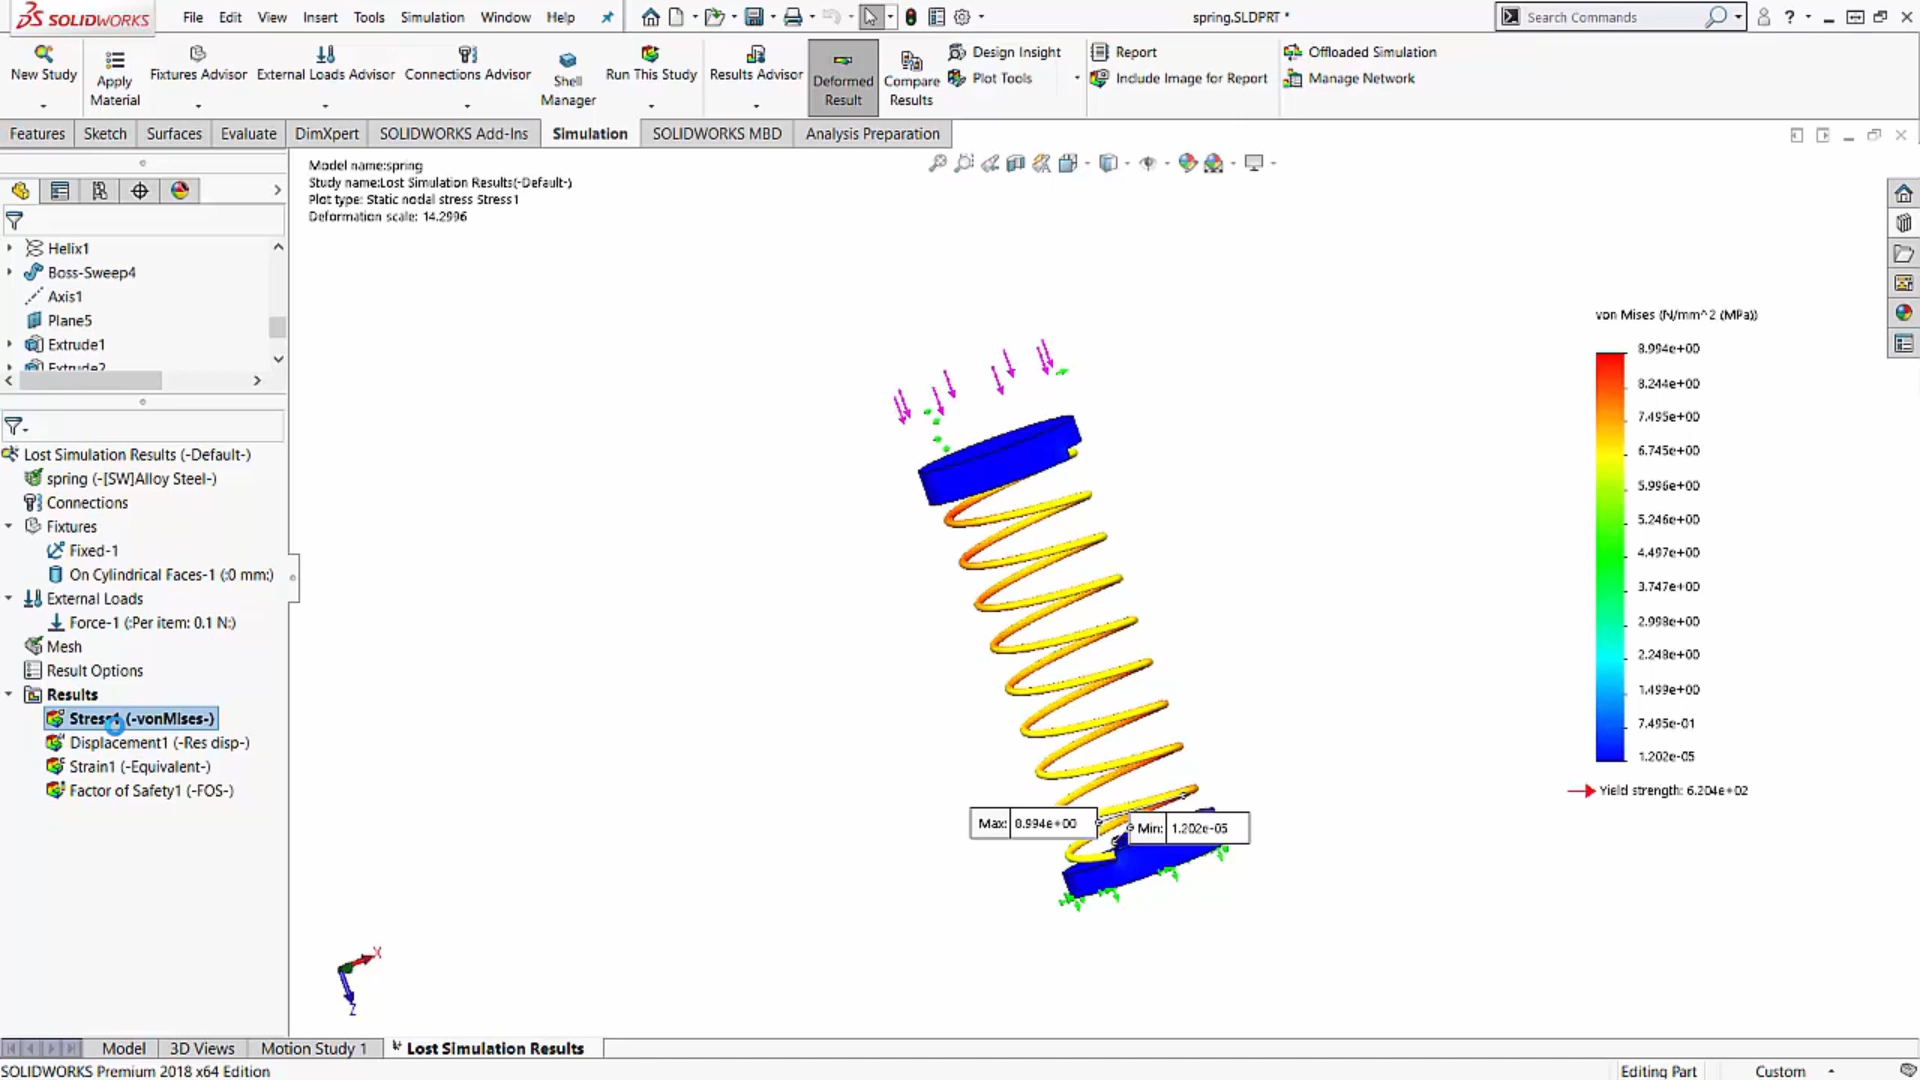 SOLIDWORKS
File Edit View Insert Tools Simulation Window Help
spring.SLDPRT *
Search Commands
New Study
Apply Material
Fixtures Advisor
External Loads Advisor
Connections Advisor
Shell Manager
Run This Study
Results Advisor
Deformed Result
Compare Results
Design Insight
Plot Tools
Report
Include Image for Report
Offloaded Simulation
Manage Network
Features Sketch Surfaces Evaluate DimXpert SOLIDWORKS Add-Ins Simulation SOLIDWORKS MBD Analysis Preparation
Model name:spring
Study name:Lost Simulation Results(-Default-)
Plot type: Static nodal stress Stress1
Deformation scale: 14.2996
Helix1
Boss-Sweep4
Axis1
Plane5
Extrude1
Extrude2
Lost Simulation Results (-Default-)
spring (-[SW]Alloy Steel-)
Connections
Fixtures
Fixed-1
On Cylindrical Faces-1 (:0 mm:)
External Loads
Force-1 (:Per item: 0.1 N:)
Mesh
Result Options
Results
Stress1 (-vonMises-)
Displacement1 (-Res disp-)
Strain1 (-Equivalent-)
Factor of Safety1 (-FOS-)
von Mises (N/mm^2 (MPa))
8.994e+00
8.244e+00
7.495e+00
6.745e+00
5.996e+00
5.246e+00
4.497e+00
3.747e+00
2.998e+00
2.248e+00
1.499e+00
7.495e-01
1.202e-05
Yield strength: 6.204e+02
Max: 8.994e+00
Min: 1.202e-05
X
Z
Model 3D Views Motion Study 1 Lost Simulation Results
SOLIDWORKS Premium 2018 x64 Edition
Editing Part Custom